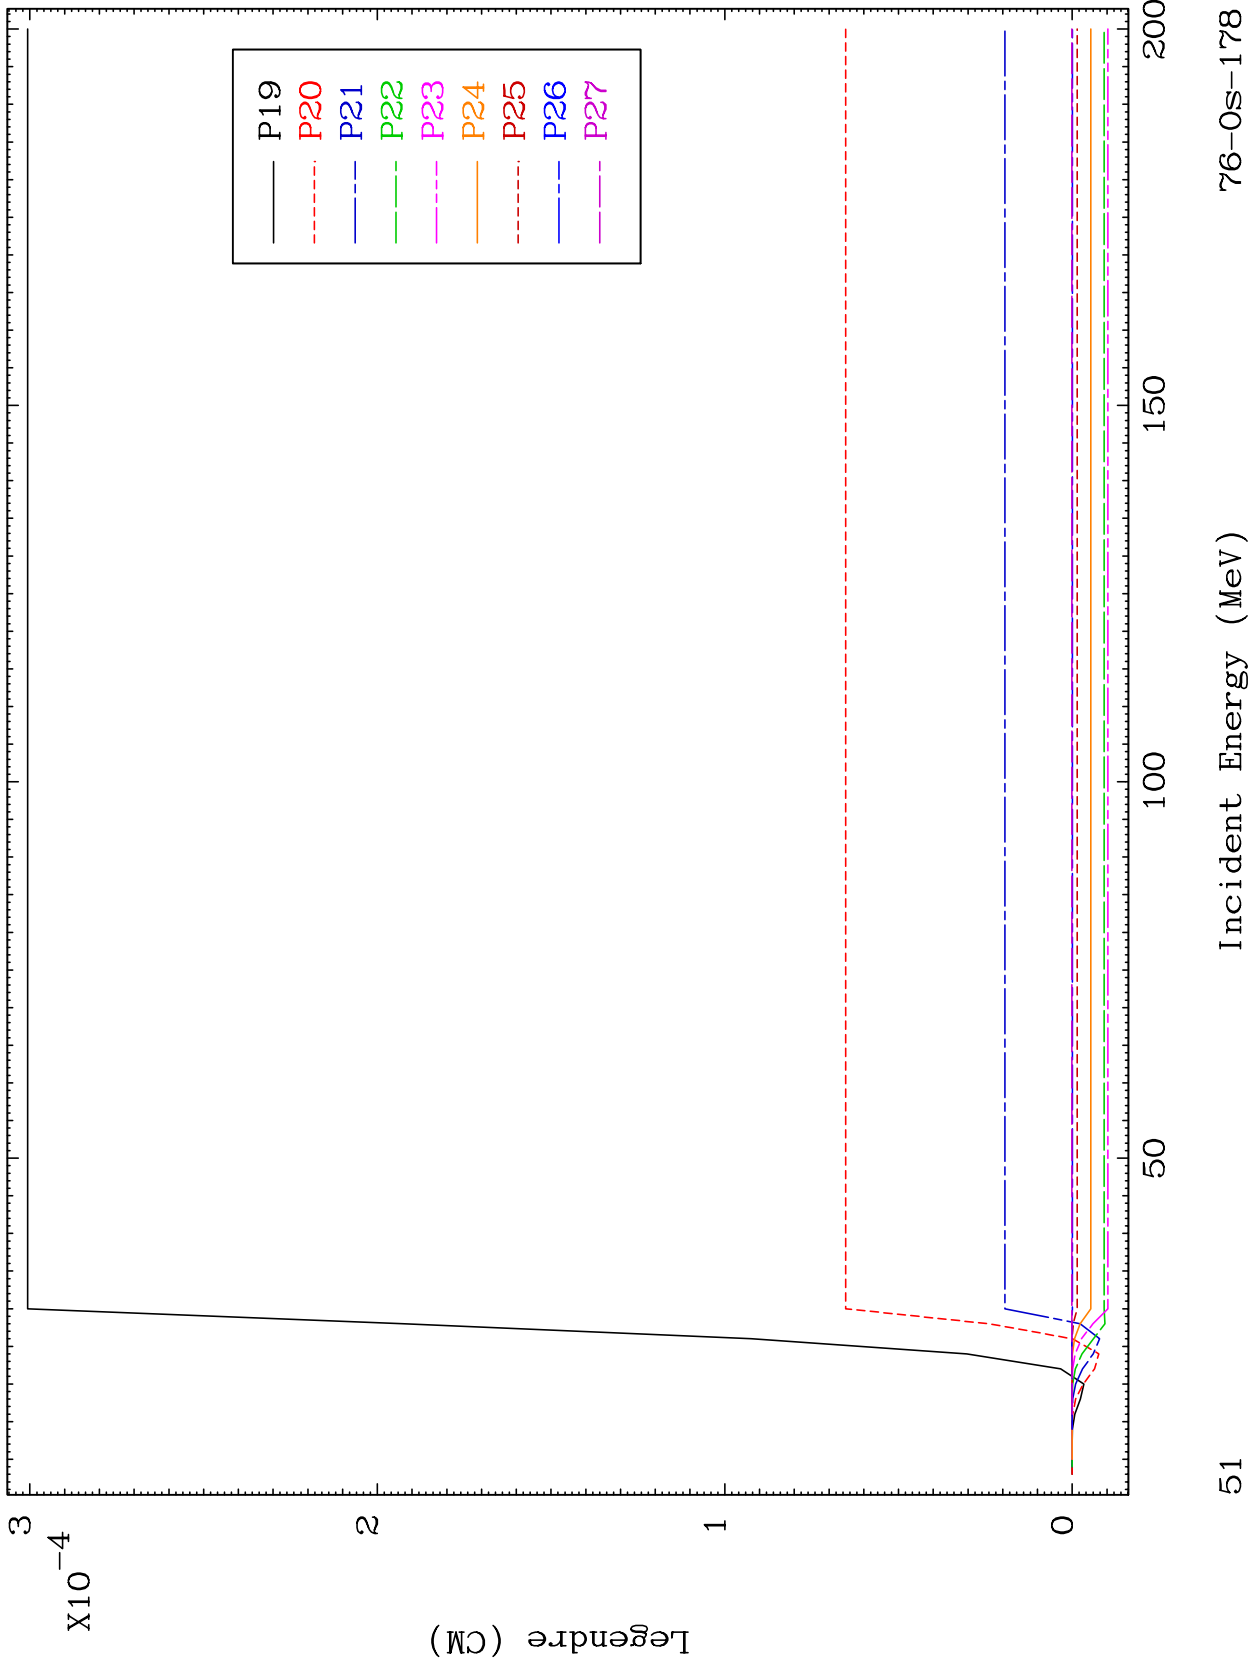 X10-4
3
2
1
0
Legendre (CM)
P19
P20
P21
P22
P23
P24
P25
P26
P27
50
100
150
200
51
Incident Energy (MeV)
76-Os-178